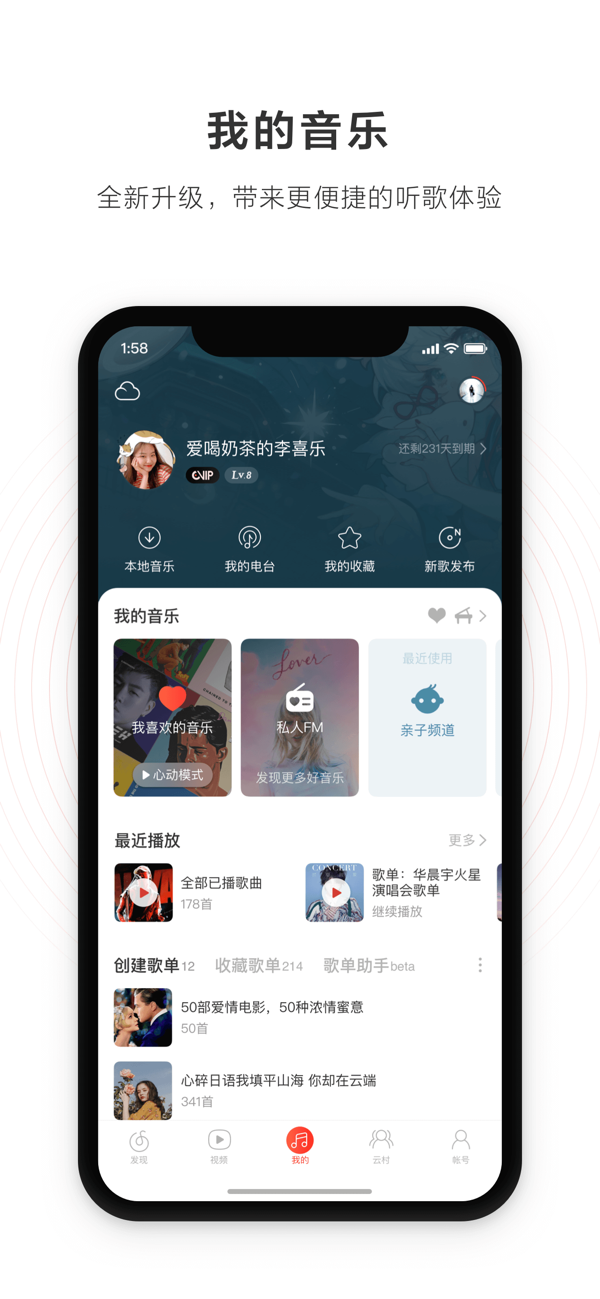 我的音乐
全新升级，带来更便捷的听歌体验
1:58
爱喝奶茶的李喜乐
还剩231天到期
CVIP Lv.8
本地音乐 我的电台 我的收藏 新歌发布
我的音乐
Lover
最近使用
我喜欢的音乐
私人FM
亲子频道
心动模式
发现更多好音乐
最近播放
更多
CONCERT
全部已播歌曲
178首
歌单：华晨宇火星
演唱会歌单
继续播放
创建歌单12 收藏歌单214 歌单助手beta
50部爱情电影，50种浓情蜜意
50首
心碎日语我填平山海 你却在云端
341首
发现 视频 我的 云村 帐号